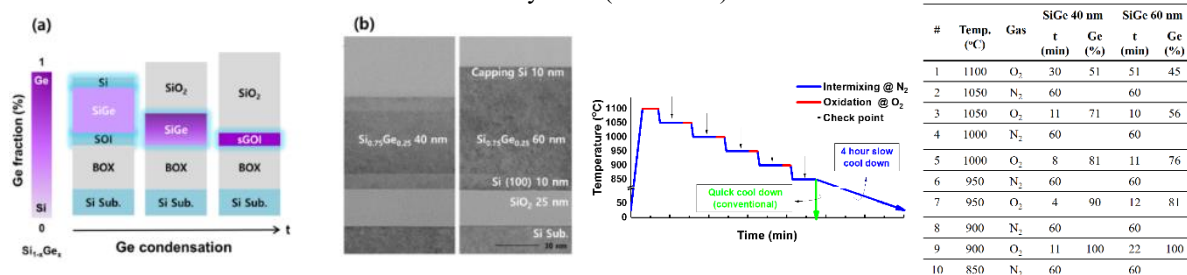 (a)
Ge fraction (%)
1
Ge
Si
0
Si1-xGex
Si
SiGe
SOI
BOX
Si Sub.
SiO2
SiGe
BOX
Si Sub.
SiO2
sGOI
BOX
Si Sub.
Ge condensation
t
(b)
Si0.75Ge0.25 40 nm
Capping Si 10 nm
Si0.75Ge0.25 60 nm
Si (100) 10 nm
SiO2 25 nm
Si Sub.
Temperature (°C)
1100
1050
1000
950
900
850
50
0
Intermixing @ N2
Oxidation @ O2
Check point
4 hour slow
cool down
Quick cool down
(conventional)
Time (min)
SiGe 40 nm SiGe 60 nm
# Temp. (°C) Gas t (min) Ge (%) t (min) Ge (%)
1 1100 O2 30 51 51 45
2 1050 N2 60 60
3 1050 O2 11 71 10 56
4 1000 N2 60 60
5 1000 O2 8 81 11 76
6 950 N2 60 60
7 950 O2 4 90 12 81
8 900 N2 60 60
9 900 O2 11 100 22 100
10 850 N2 60 60